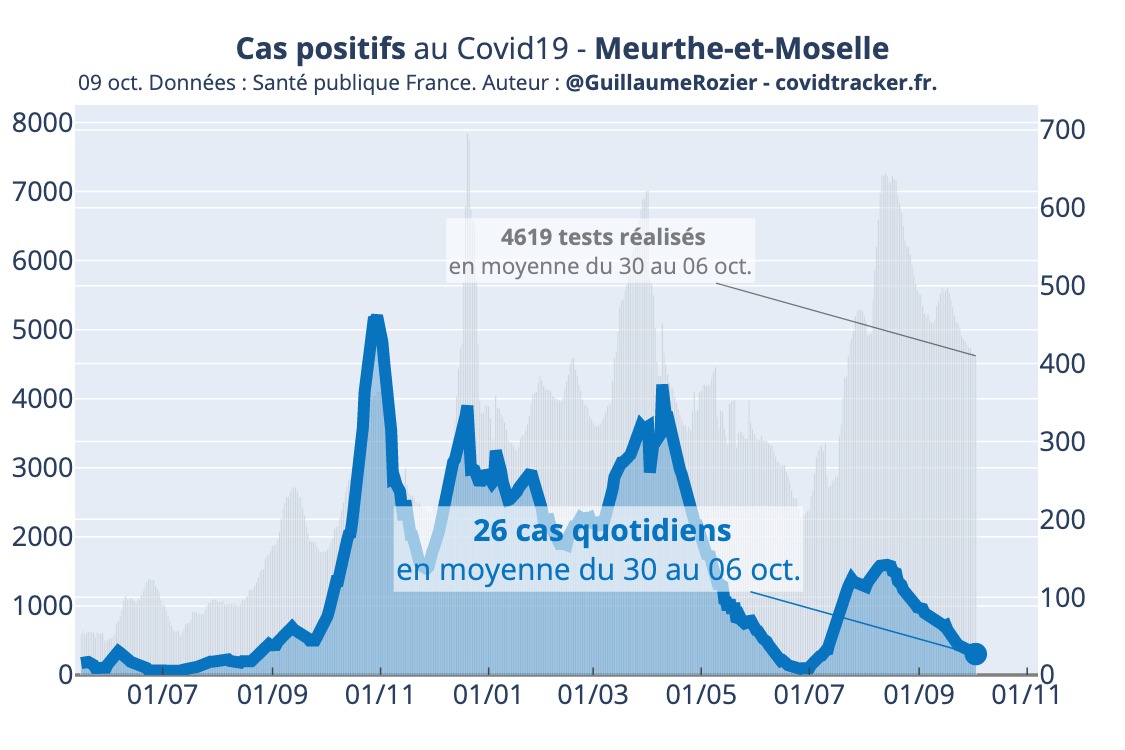 Cas positifs au Covid19 - Meurthe-et-Moselle
09 oct. Données : Santé publique France. Auteur : @GuillaumeRozier - covidtracker.fr.
8000
7000
6000
5000
4000
3000
2000
1000
0
700
600
500
400
300
200
100
0
4619 tests réalisés
en moyenne du 30 au 06 oct.
26 cas quotidiens
en moyenne du 30 au 06 oct.
01/07 01/09 01/11 01/01 01/03 01/05 01/07 01/09 01/11